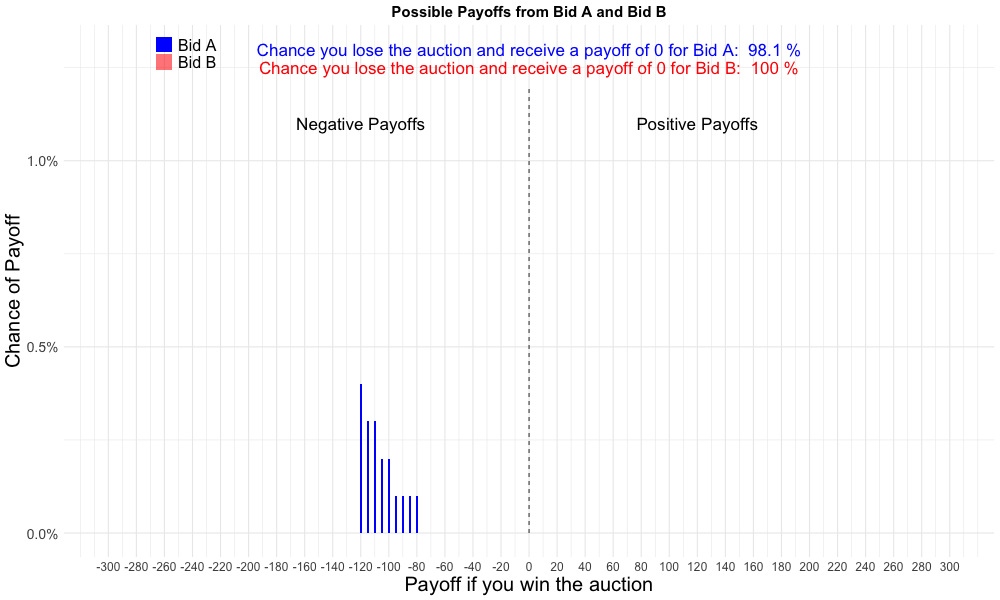 Possible Payoffs from Bid A and Bid B
Bid A
Bid B
Chance you lose the auction and receive a payoff of 0 for Bid A:  98.1 %
Chance you lose the auction and receive a payoff of 0 for Bid B:  100 %
Negative Payoffs
Positive Payoffs
Chance of Payoff
1.0%
0.5%
0.0%
-300 -280 -260 -240 -220 -200 -180 -160 -140 -120 -100 -80 -60 -40 -20 0 20 40 60 80 100 120 140 160 180 200 220 240 260 280 300
Payoff if you win the auction